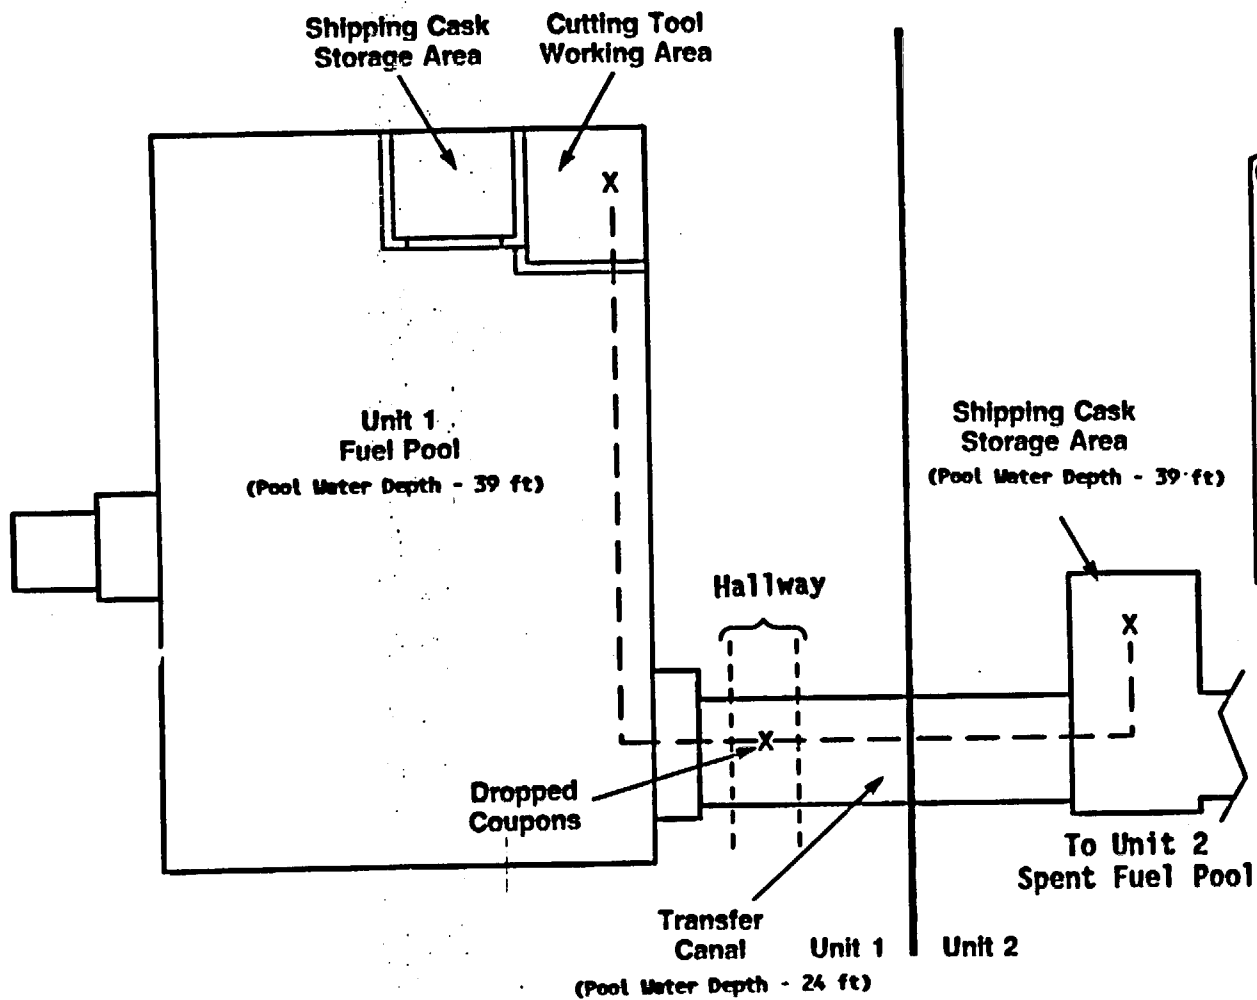 Shipping Cask
Storage Area
Cutting Tool
Working Area
X
Unit 1
Fuel Pool
(Pool Water Depth - 39 ft)
Shipping Cask
Storage Area
(Pool Water Depth - 39 ft)
Hallway
X
X
Dropped
Coupons
To Unit 2
Spent Fuel Pool
Transfer
Canal
(Pool Water Depth - 24 ft)
Unit 1
Unit 2